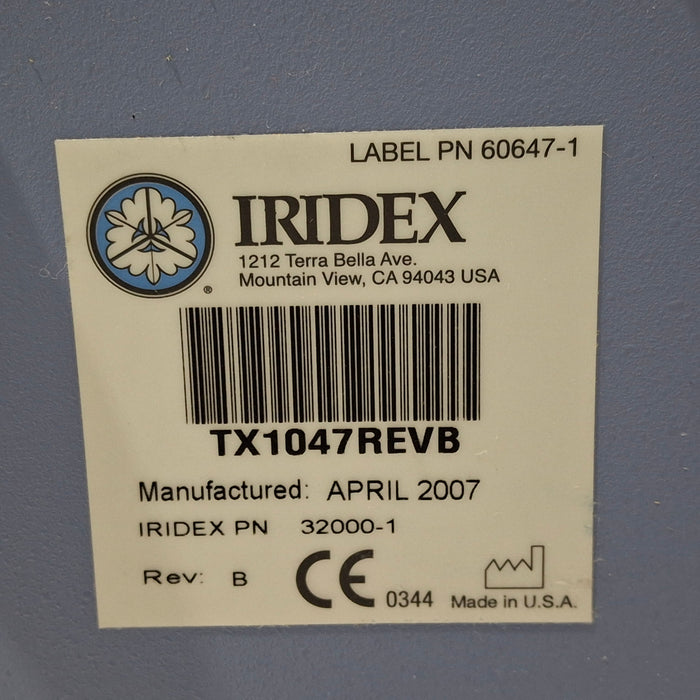 LABEL PN 60647-1
IRIDEX
1212 Terra Bella Ave.
Mountain View, CA 94043 USA
®
TX1047REVB
Manufactured: APRIL 2007
IRIDEX PN 32000-1
Rev: B
CE 0344
Made in U.S.A.